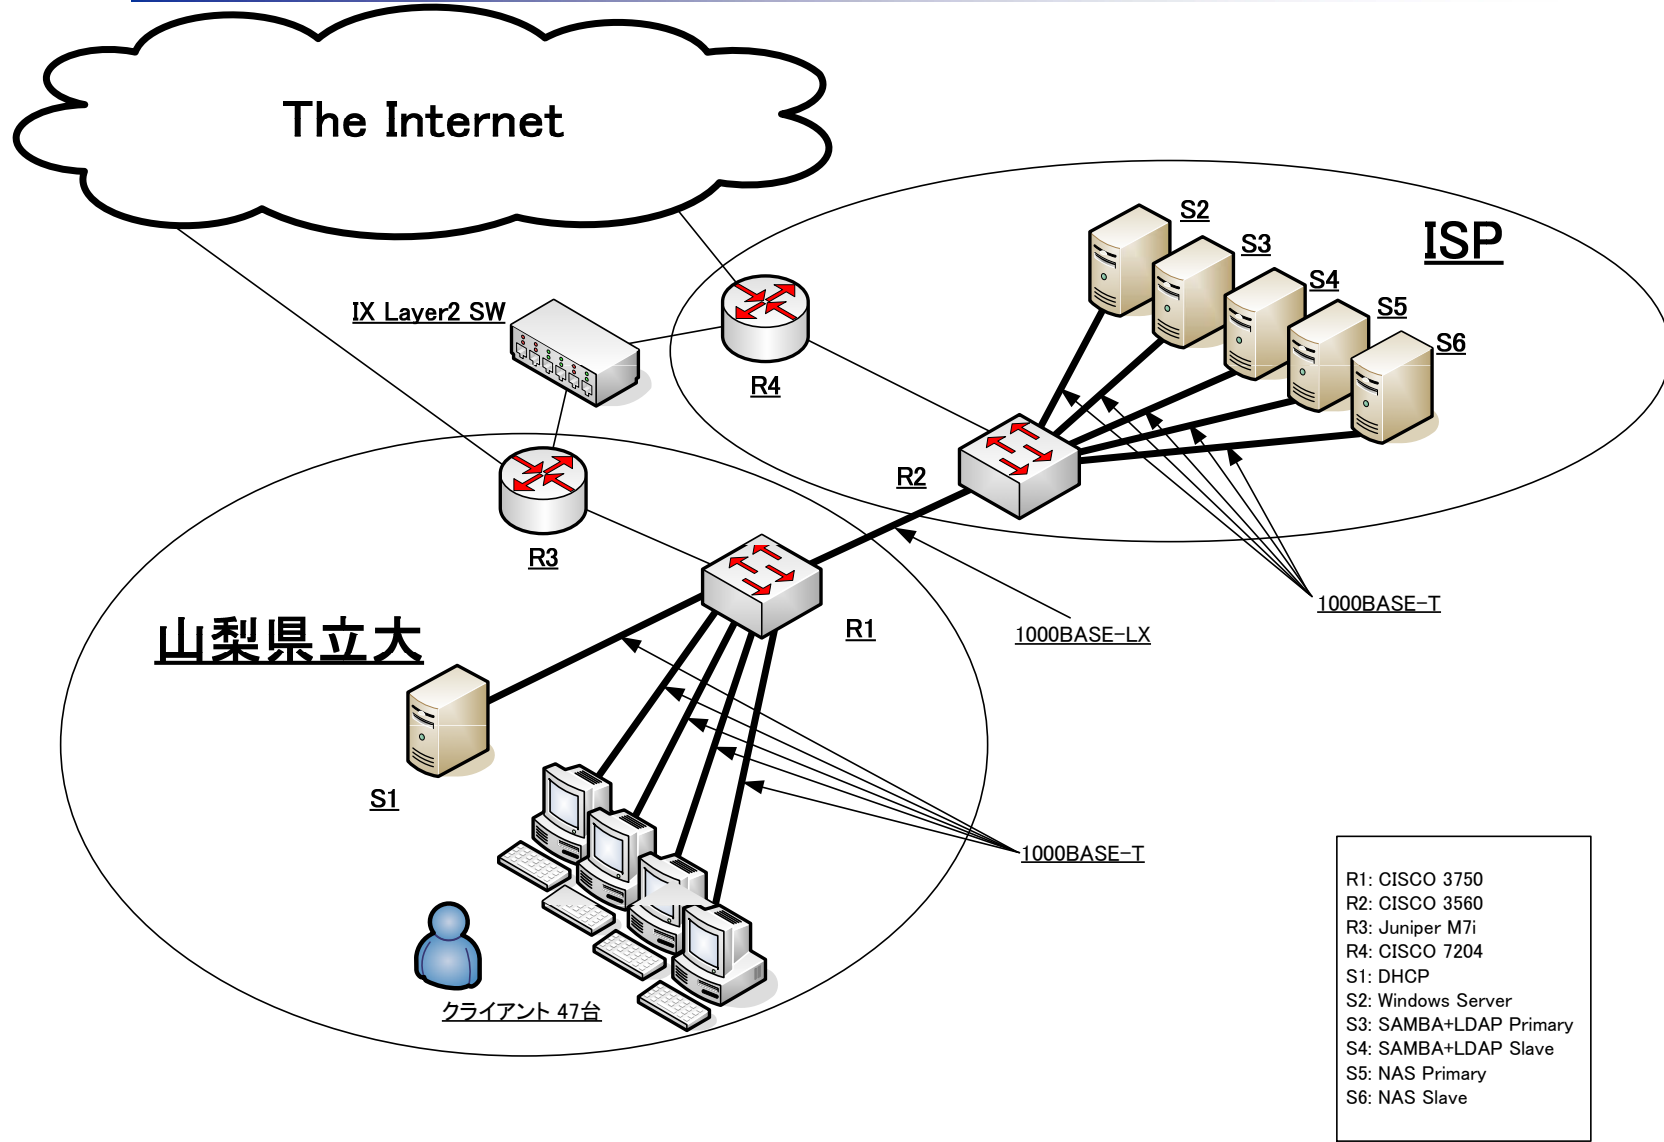 The Internet
S2
ISP
S3
S4
IX Layer2 SW
S5
S6
R4
R2
R3
1000BASE-T
R1
1000BASE-LX
山梨県立大
S1
1000BASE-T
クライアント 47台
R1: CISCO 3750
R2: CISCO 3560
R3: Juniper M7i
R4: CISCO 7204
S1: DHCP
S2: Windows Server
S3: SAMBA+LDAP Primary
S4: SAMBA+LDAP Slave
S5: NAS Primary
S6: NAS Slave